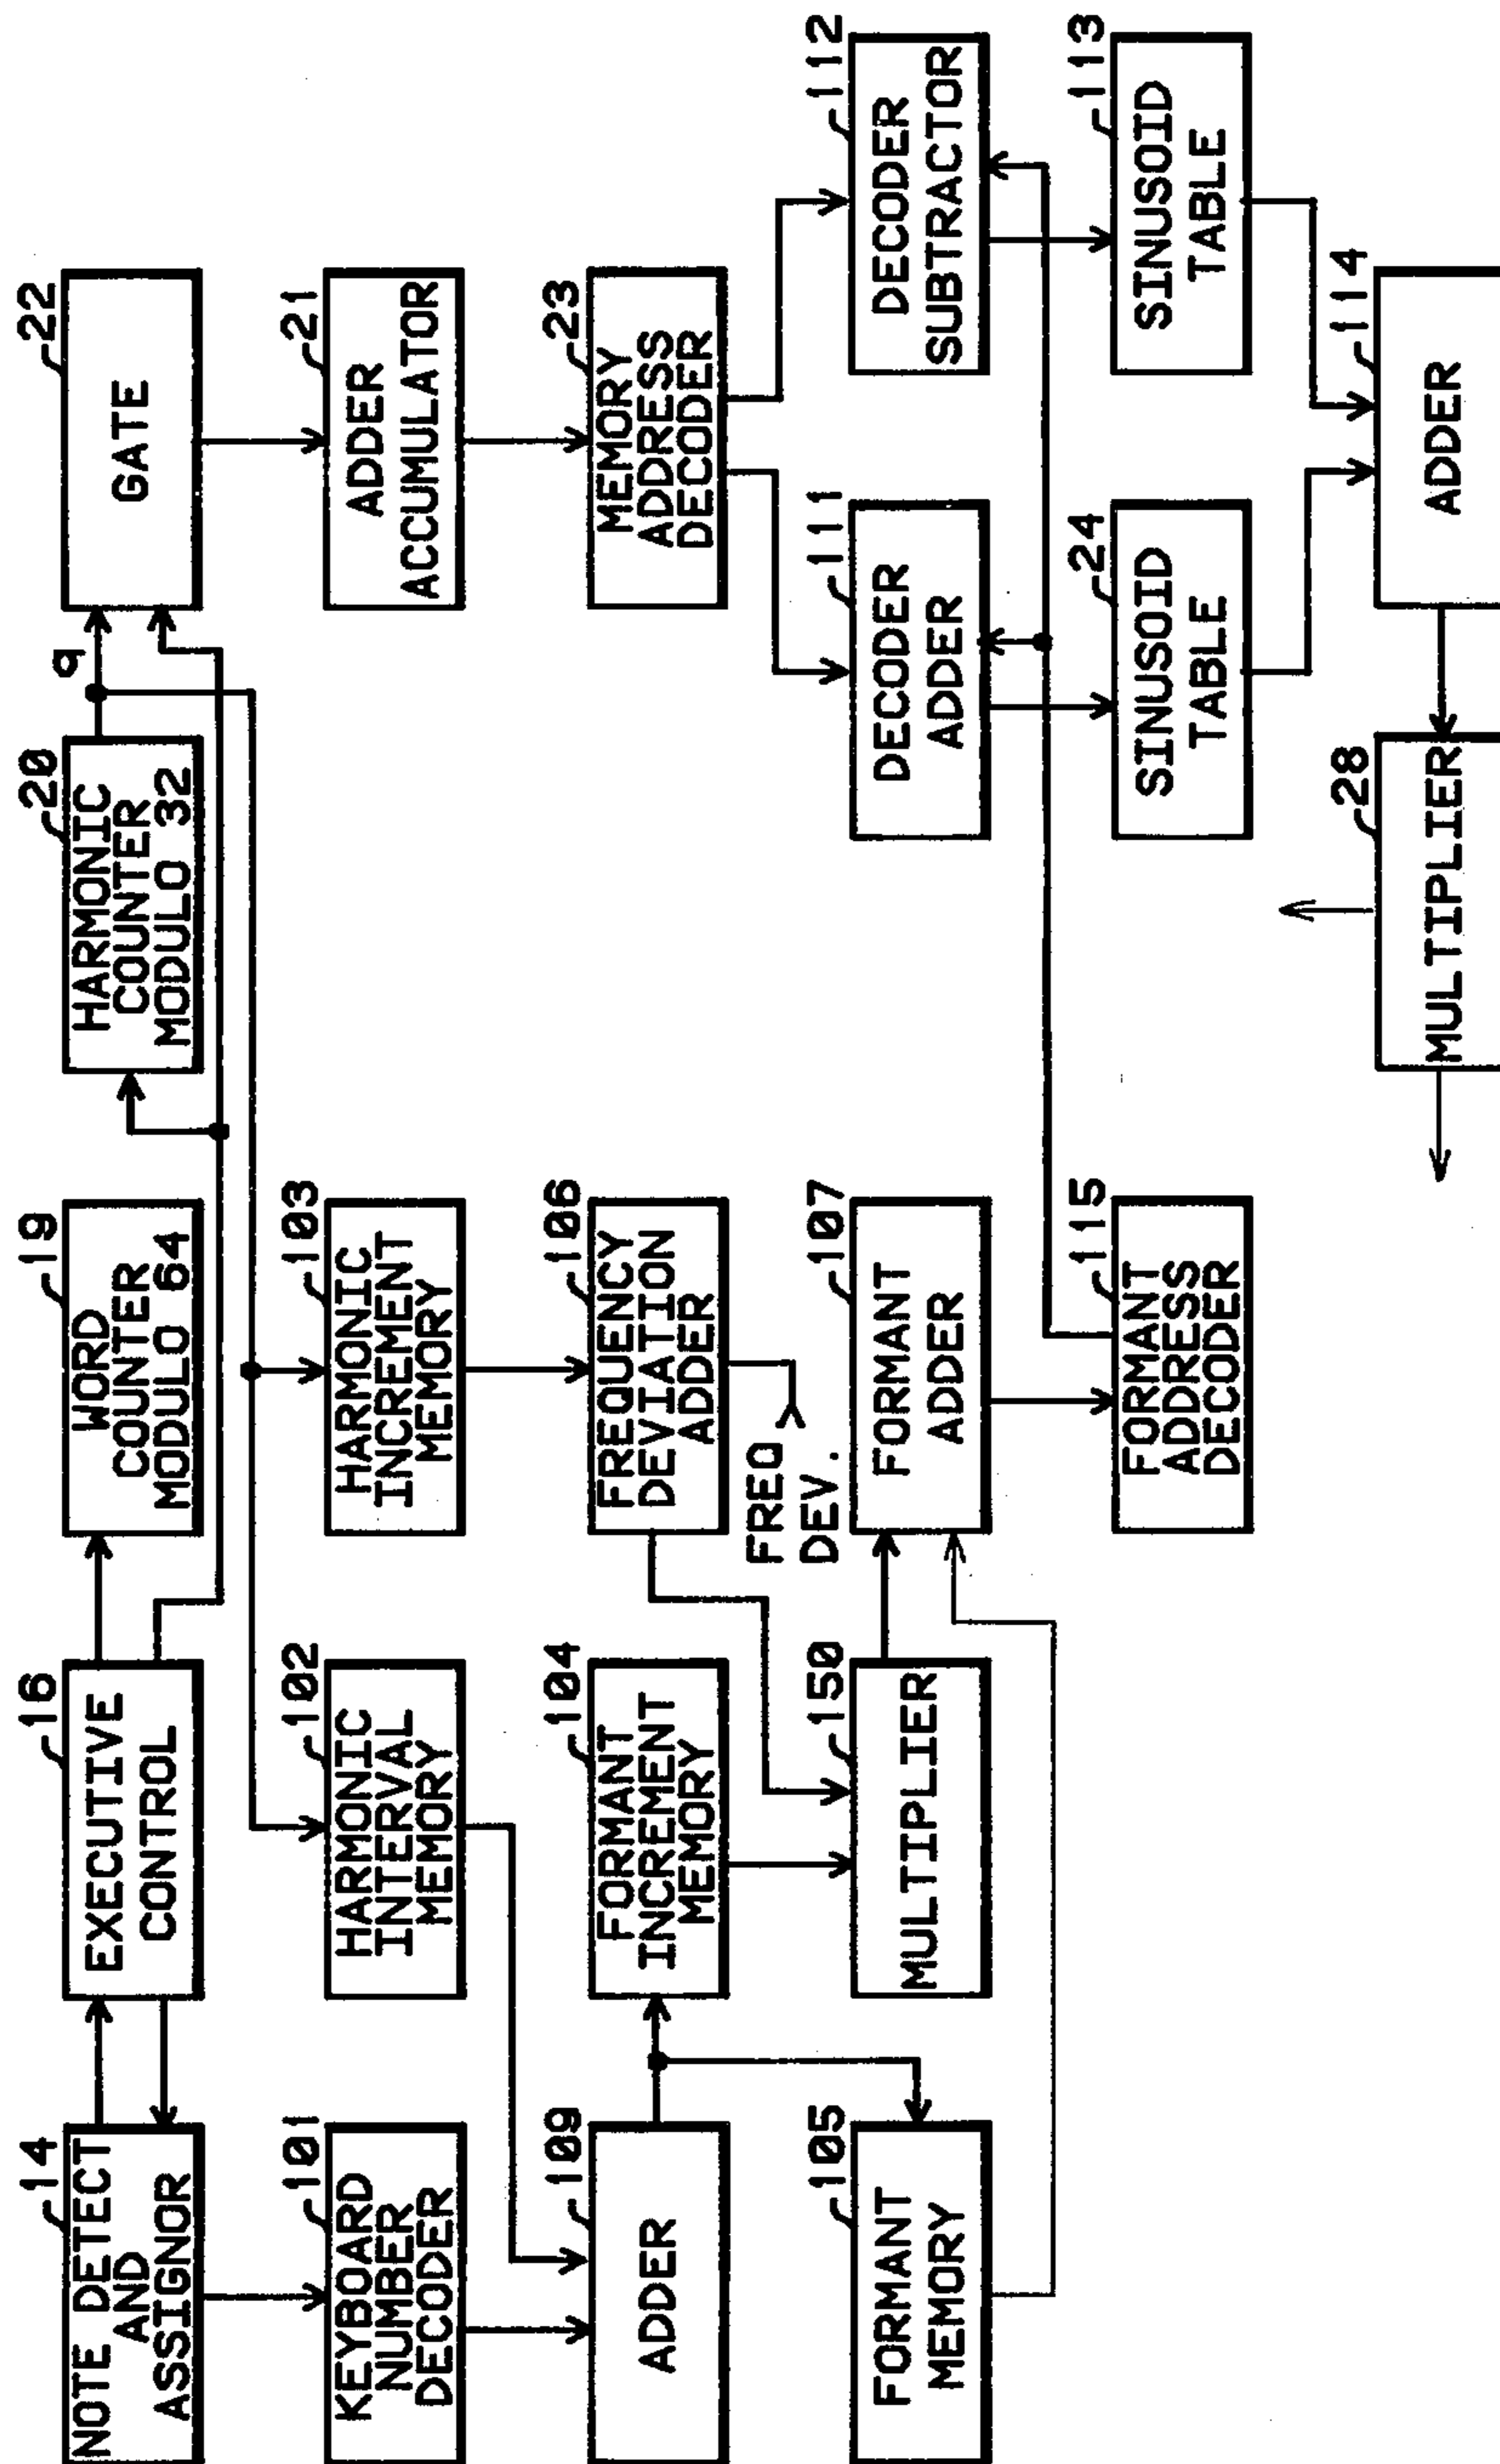 14
NOTE DETECT
AND
ASSIGNOR
16
EXECUTIVE
CONTROL
19
WORD
COUNTER
MODULO 64
20
HARMONIC
COUNTER
MODULO 32
q
22
GATE
101
KEYBOARD
NUMBER
DECODER
102
HARMONIC
INTERVAL
MEMORY
103
HARMONIC
INCREMENT
MEMORY
21
ADDER
ACCUMULATOR
109
ADDER
104
FORMANT
INCREMENT
MEMORY
106
FREQUENCY
DEVIATION
ADDER
23
MEMORY
ADDRESS
DECODER
FREQ
DEV.
105
FORMANT
MEMORY
150
MULTIPLIER
107
FORMANT
ADDER
111
DECODER
ADDER
112
DECODER
SUBTRACTOR
115
FORMANT
ADDRESS
DECODER
24
SINUSOID
TABLE
113
SINUSOID
TABLE
28
MULTIPLIER
114
ADDER